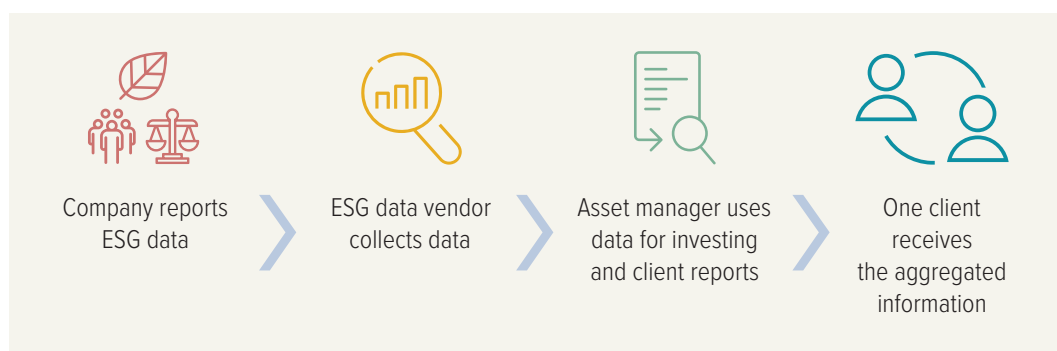 Company reports
ESG data
ESG data vendor
collects data
Asset manager uses
data for investing
and client reports
One client
receives
the aggregated
information